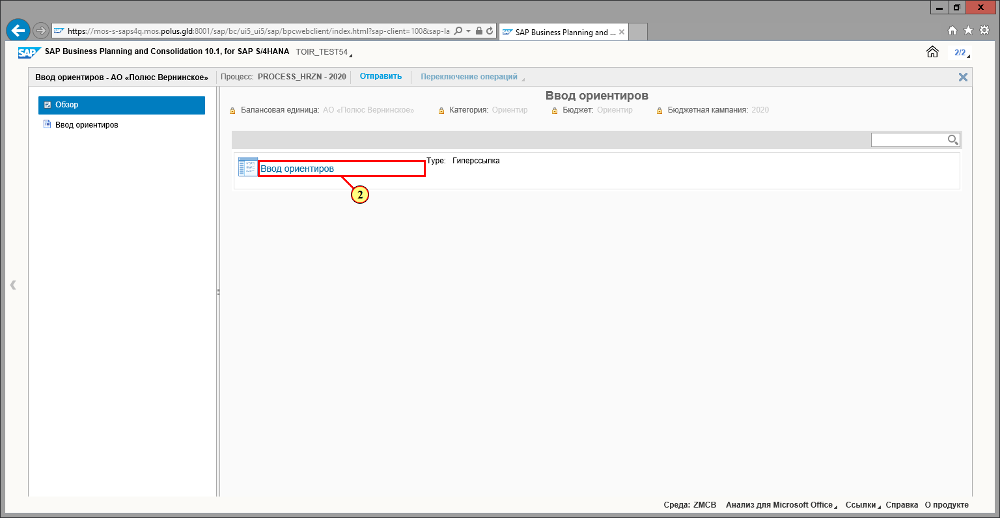 https://mos-s-saps4q.mos.polus.gld:8001/sap/bc/ui5_ui5/sap/bpcwebclient/index.html?sap-client=100&sap-la
SAP Business Planning and ...
SAP SAP Business Planning and Consolidation 10.1, for SAP S/4HANA TOIR_TEST54 2/2
Ввод ориентиров - АО «Полюс Вернинское» Процесс: PROCESS_HRZN - 2020 Отправить Переключение операций
Обзор
Ввод ориентиров
Ввод ориентиров
Балансовая единица: АО «Полюс Вернинское» Категория: Ориентир Бюджет: Ориентир Бюджетная кампания: 2020
Ввод ориентиров
Type: Гиперссылка
2
Среда: ZMCB Анализ для Microsoft Office Ссылки Справка О продукте